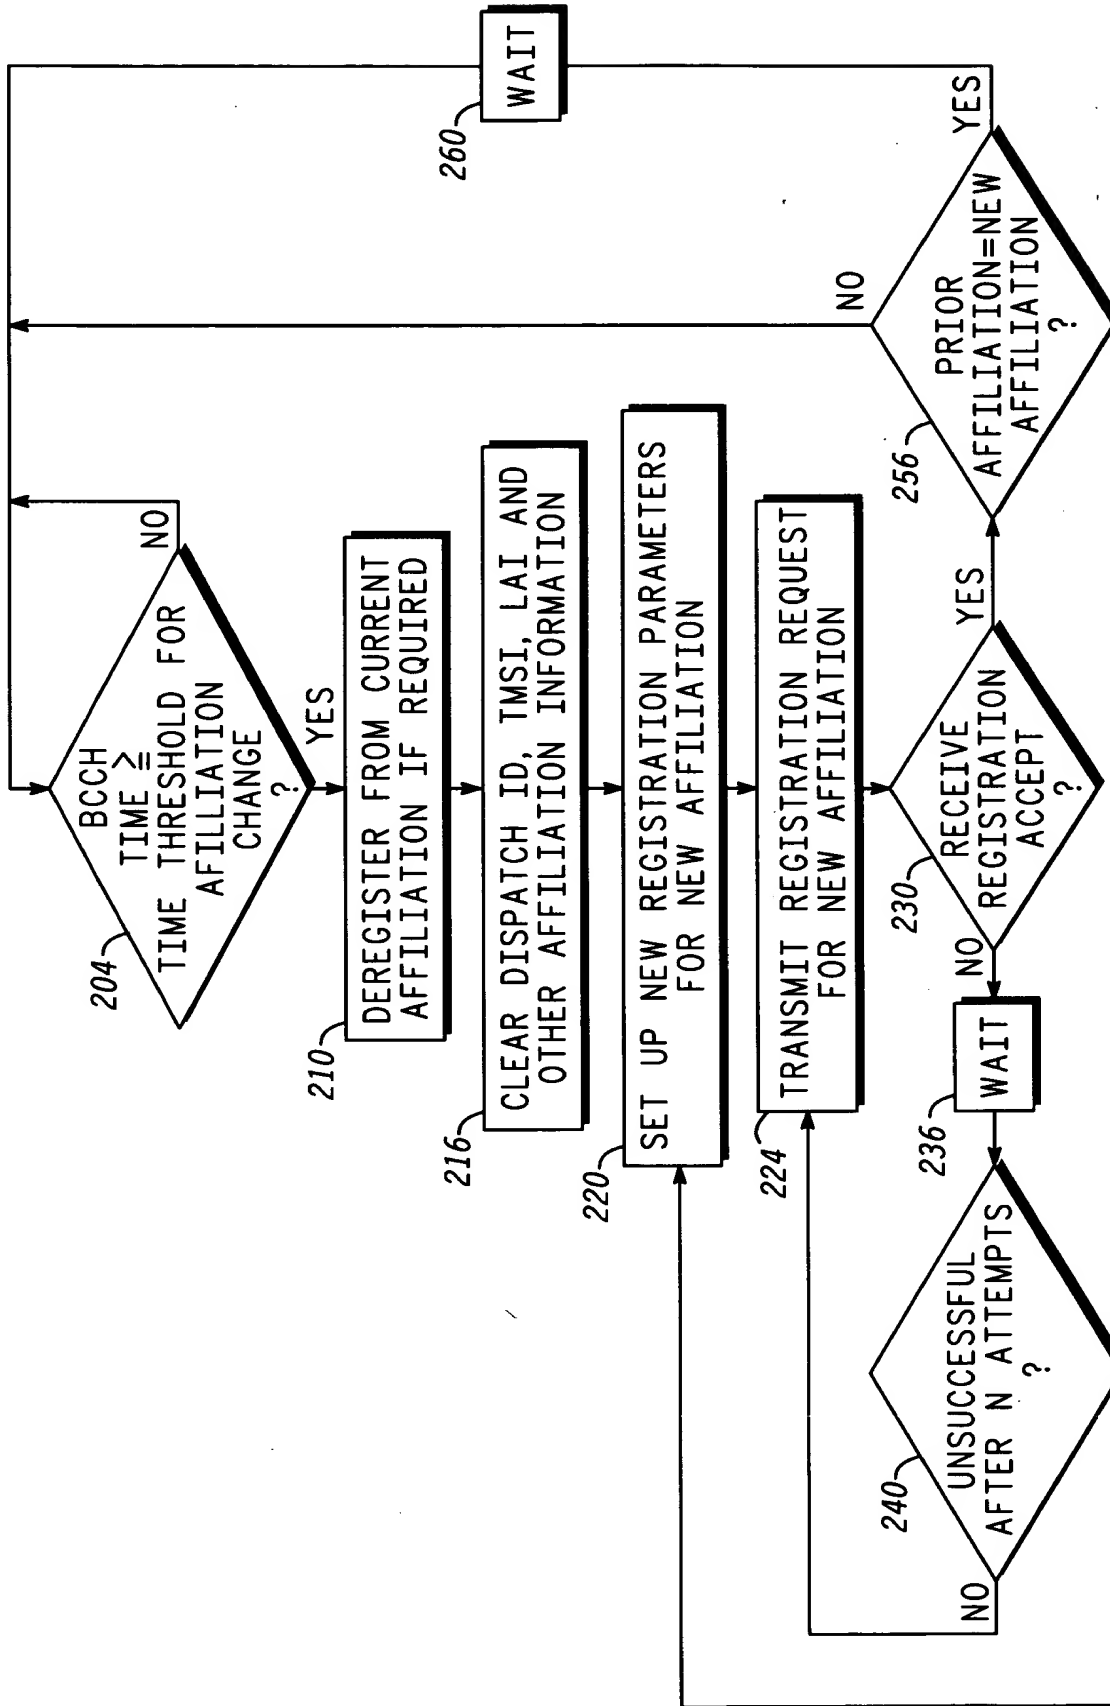 204
BCCH
TIME ≥
TIME THRESHOLD FOR
AFILLIATION
CHANGE
?
NO
YES
210
DEREGISTER FROM CURRENT
AFFILIATION IF REQUIRED
216
CLEAR DISPATCH ID, TMSI, LAI AND
OTHER AFFILIATION INFORMATION
220
SET UP NEW REGISTRATION PARAMETERS
FOR NEW AFFILIATION
224
TRANSMIT REGISTRATION REQUEST
FOR NEW AFFILIATION
230
RECEIVE
REGISTRATION
ACCEPT
?
NO
YES
236
WAIT
240
UNSUCCESSFUL
AFTER N ATTEMPTS
?
NO
256
PRIOR
AFFILIATION=NEW
AFFILIATION
?
NO
YES
260
WAIT